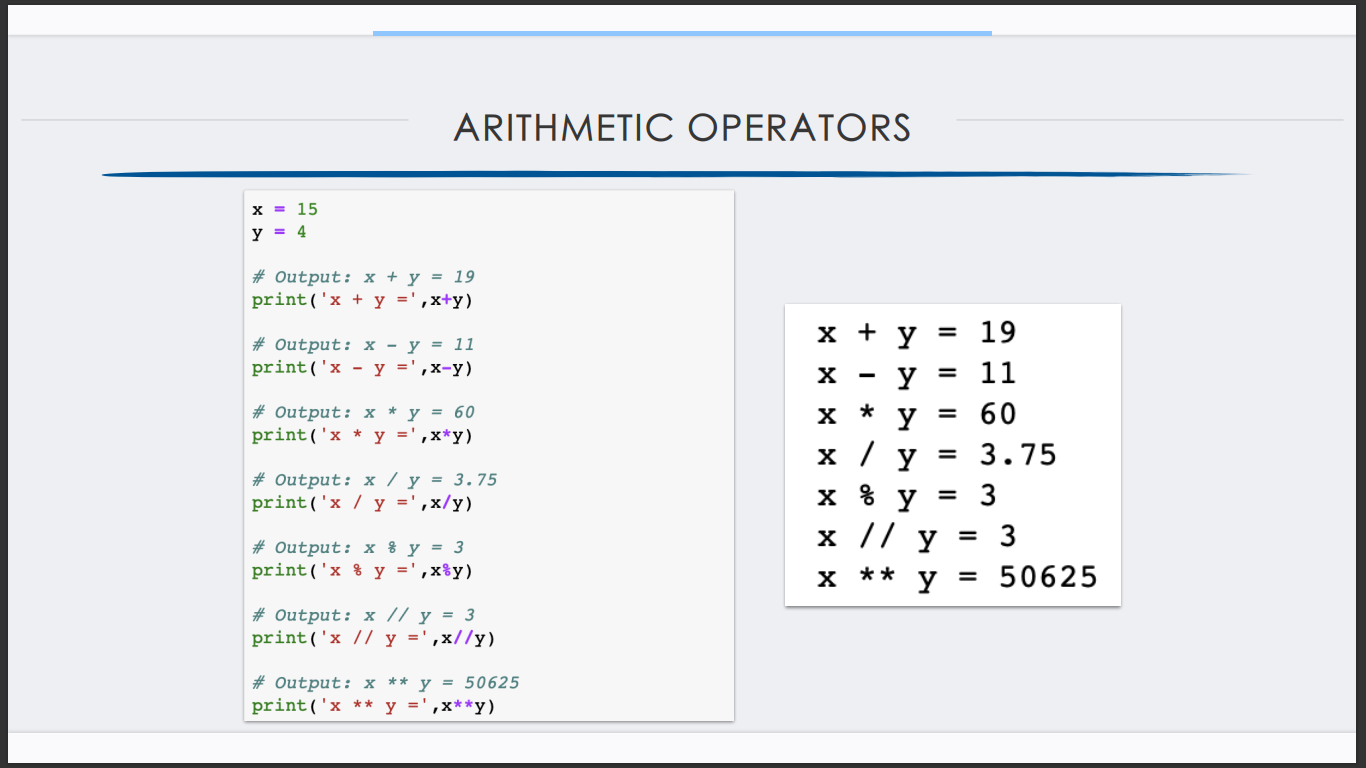 ARITHMETIC OPERATORS
x = 15
y = 4
# Output: x + y = 19
print('x + y =',x+y)
# Output: x - y = 11
print('x - y =',x-y)
# Output: x * y = 60
print('x * y =',x*y)
# Output: x / y = 3.75
print('x / y =',x/y)
# Output: x % y = 3
print('x % y =',x%y)
# Output: x // y = 3
print('x // y =',x//y)
# Output: x ** y = 50625
print('x ** y =',x**y)
x + y = 19
x - y = 11
x * y = 60
x / y = 3.75
x % y = 3
x // y = 3
x ** y = 50625